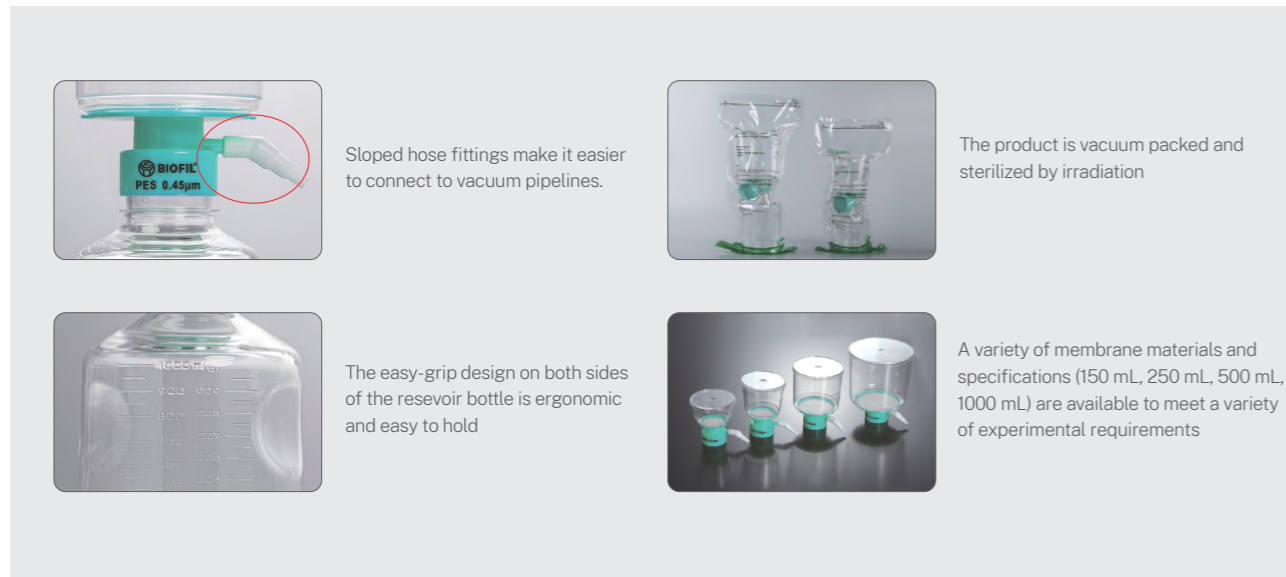 BIOFIL
PES 0.45μm
Sloped hose fittings make it easier
to connect to vacuum pipelines.
The product is vacuum packed and
sterilized by irradiation
1000
900
800
The easy-grip design on both sides
of the resevoir bottle is ergonomic
and easy to hold
A variety of membrane materials and
specifications (150 mL, 250 mL, 500 mL,
1000 mL) are available to meet a variety
of experimental requirements